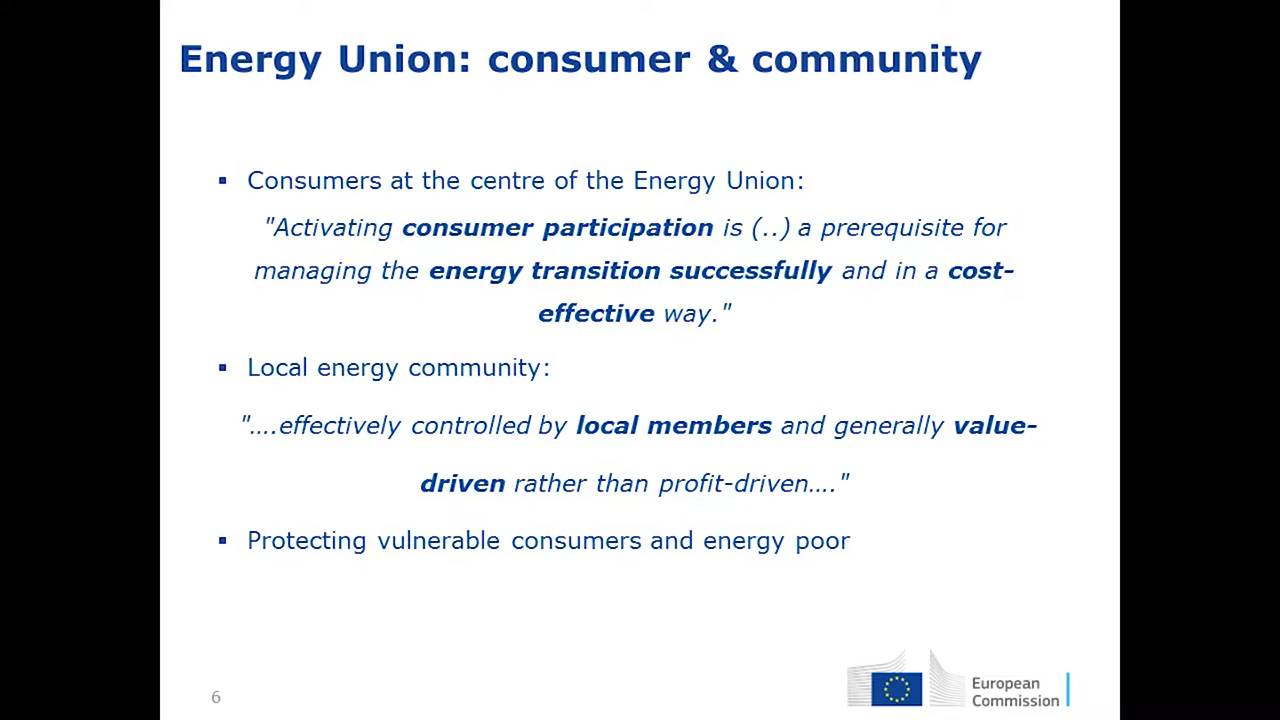 Energy Union: consumer & community
▪ Consumers at the centre of the Energy Union:
"Activating consumer participation is (..) a prerequisite for
managing the energy transition successfully and in a cost-
effective way."
▪ Local energy community:
"….effectively controlled by local members and generally value-
driven rather than profit-driven…."
▪ Protecting vulnerable consumers and energy poor
6
European
Commission